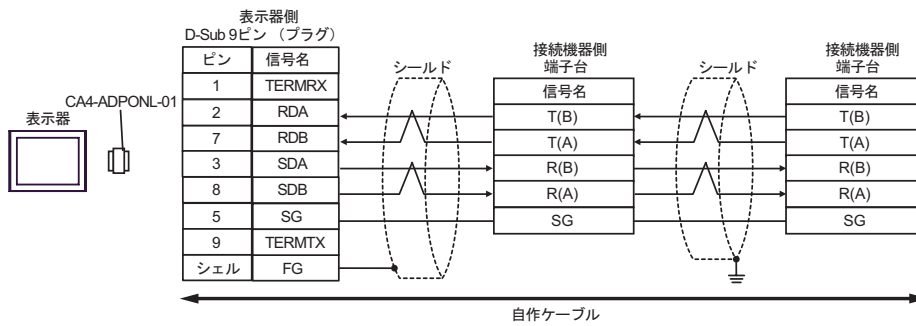 表示器側
D-Sub 9ピン （プラグ）
ピン 信号名
1 TERMRX
2 RDA
7 RDB
3 SDA
8 SDB
5 SG
9 TERMTX
シェル FG
CA4-ADPONL-01
表示器
シールド
接続機器側
端子台
信号名
T(B)
T(A)
R(B)
R(A)
SG
シールド
接続機器側
端子台
信号名
T(B)
T(A)
R(B)
R(A)
SG
自作ケーブル